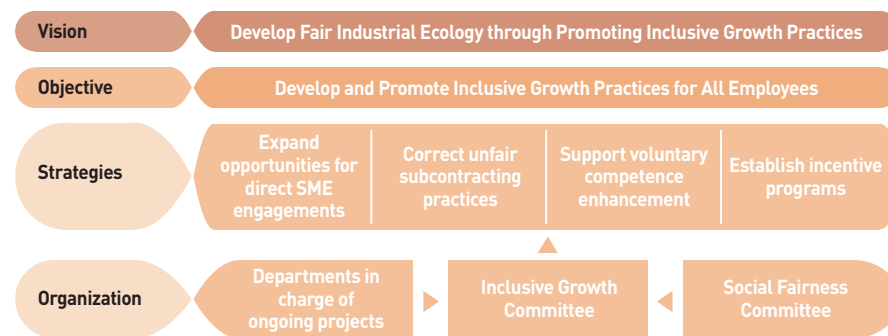 Vision
Develop Fair Industrial Ecology through Promoting Inclusive Growth Practices
Objective
Develop and Promote Inclusive Growth Practices for All Employees
Strategies
Expand
opportunities for
direct SME
engagements
Correct unfair
subcontracting
practices
Support voluntary
competence
enhancement
Establish incentive
programs
Organization
Departments in
charge of
ongoing projects
Inclusive Growth
Committee
Social Fairness
Committee